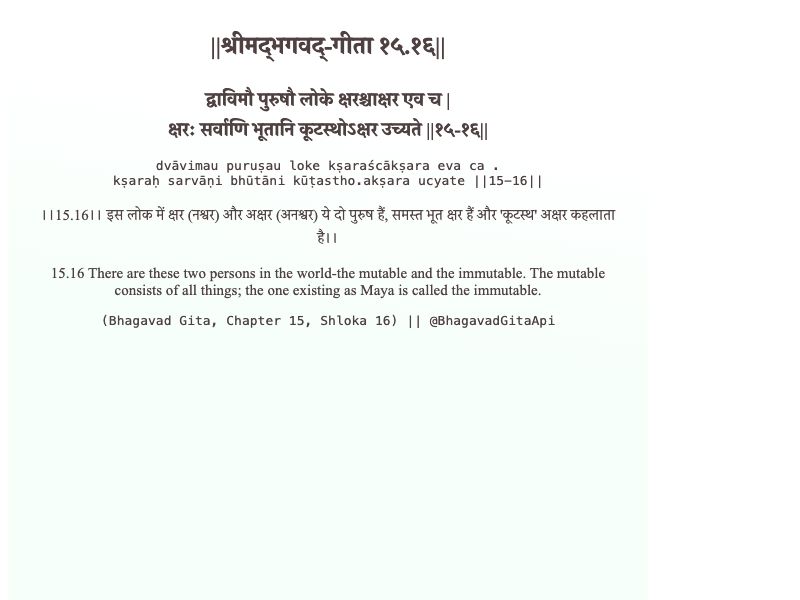 ||श्रीमद्‍भगवद्‍-गीता १५.१६||
द्वाविमौ पुरुषौ लोके क्षरश्चाक्षर एव च |
क्षरः सर्वाणि भूतानि कूटस्थोऽक्षर उच्यते ||१५-१६||
dvāvimau puruṣau loke kṣaraścākṣara eva ca .
kṣaraḥ sarvāṇi bhūtāni kūṭastho.akṣara ucyate ||15-16||
।।15.16।। इस लोक में क्षर (नश्वर) और अक्षर (अनश्वर) ये दो पुरुष हैं, समस्त भूत क्षर हैं और 'कूटस्थ' अक्षर कहलाता
है।।
15.16 There are these two persons in the world-the mutable and the immutable. The mutable
consists of all things; the one existing as Maya is called the immutable.
(Bhagavad Gita, Chapter 15, Shloka 16) || @BhagavadGitaApi